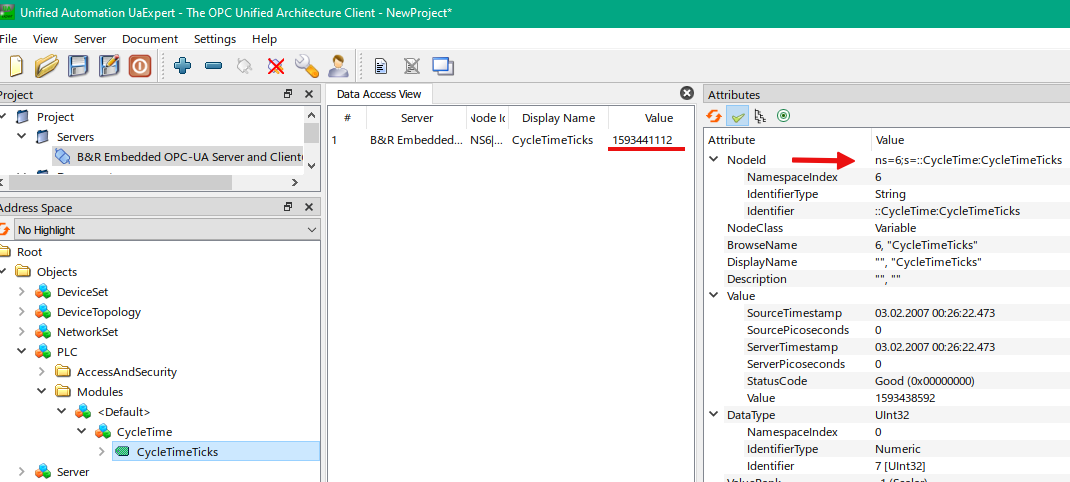 Unified Automation UaExpert - The OPC Unified Architecture Client - NewProject*
File View Server Document Settings Help
Project
Project
Servers
B&R Embedded OPC-UA Server and Client
Address Space
No Highlight
Root
Objects
DeviceSet
DeviceTopology
NetworkSet
PLC
AccessAndSecurity
Modules
<Default>
CycleTime
CycleTimeTicks
Server
Data Access View
# Server Node Id Display Name Value
1 B&R Embedded... NS6|... CycleTimeTicks 1593441112
Attributes
Attribute Value
NodeId ns=6;s=::CycleTime:CycleTimeTicks
NamespaceIndex 6
IdentifierType String
Identifier ::CycleTime:CycleTimeTicks
NodeClass Variable
BrowseName 6, "CycleTimeTicks"
DisplayName "", "CycleTimeTicks"
Description "", ""
Value
SourceTimestamp 03.02.2007 00:26:22.473
SourcePicoseconds 0
ServerTimestamp 03.02.2007 00:26:22.473
ServerPicoseconds 0
StatusCode Good (0x00000000)
Value 1593438592
DataType UInt32
NamespaceIndex 0
IdentifierType Numeric
Identifier 7 [UInt32]